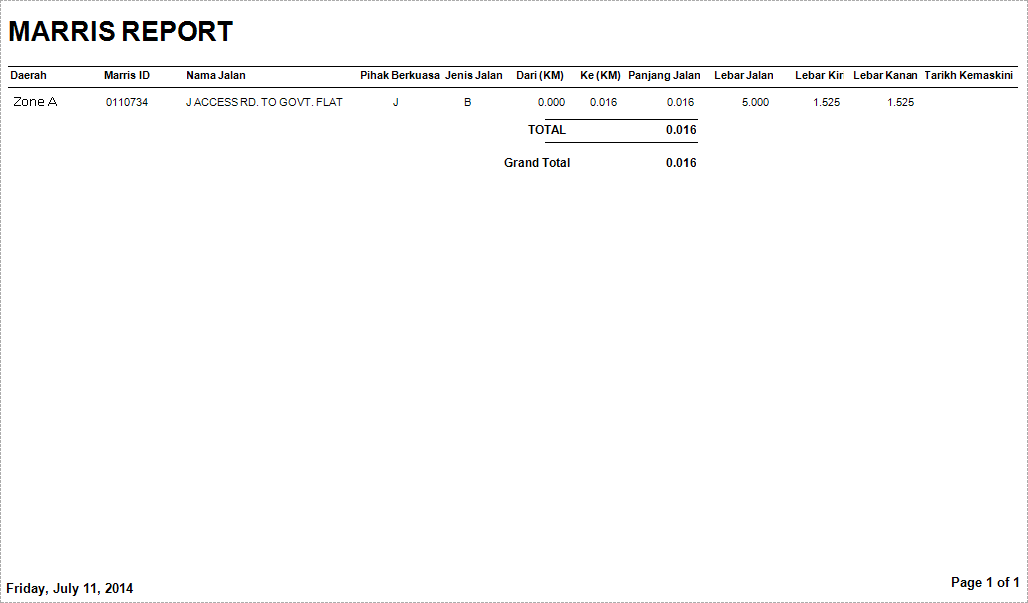 MARRIS REPORT
Daerah Marris ID Nama Jalan Pihak Berkuasa Jenis Jalan Dari (KM) Ke (KM) Panjang Jalan Lebar Jalan Lebar Kir Lebar Kanan Tarikh Kemaskini
Zone A 0110734 J ACCESS RD. TO GOVT. FLAT J B 0.000 0.016 0.016 5.000 1.525 1.525
TOTAL 0.016
Grand Total 0.016
Friday, July 11, 2014 Page 1 of 1